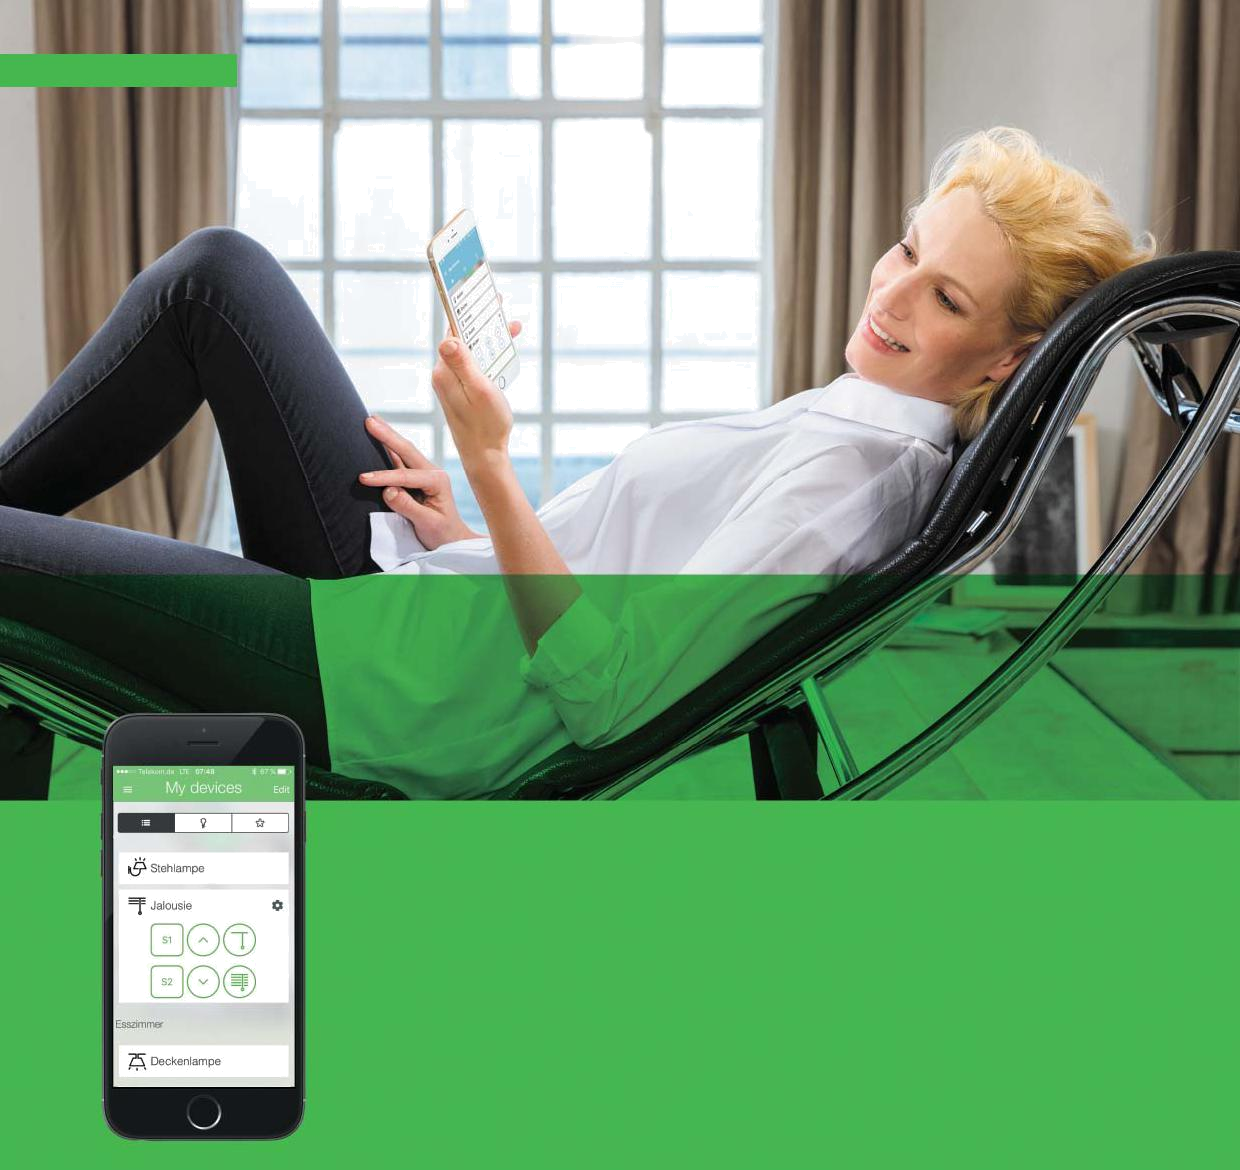 Telekom.de LTE 07:48 67 %
My devices
Edit
Stehlampe
Jalousie
S1
S2
Esszimmer
Deckenlampe